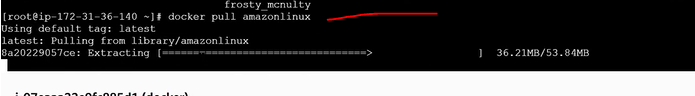 frosty_mcnulty
[root@ip-172-31-36-140 ~]# docker pull amazonlinux
Using default tag: latest
latest: Pulling from library/amazonlinux
8a20229057ce: Extracting [==================================>                ]  36.21MB/53.84MB
(docker)